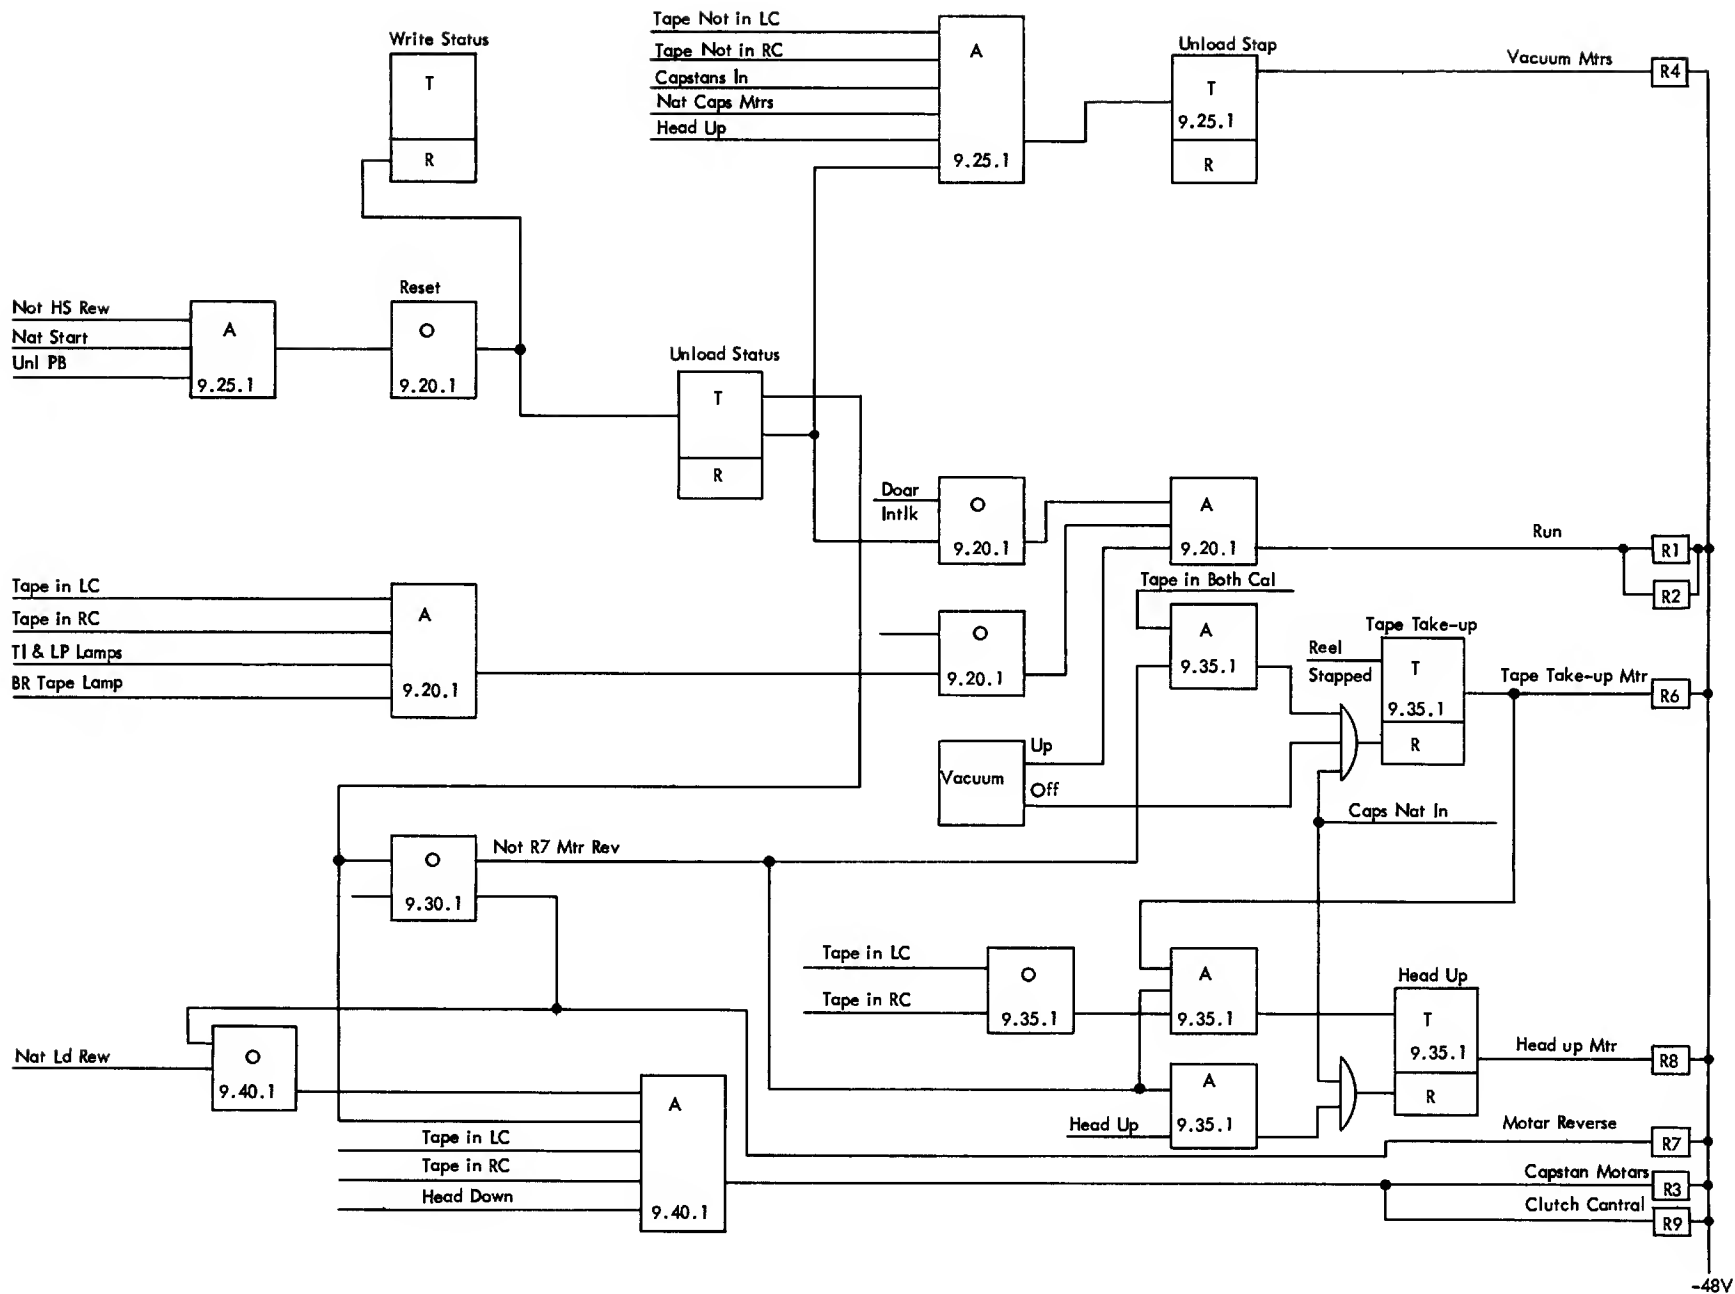 Write Status
T
R
Tape Not in LC
Tape Not in RC
Capstans In
Nat Caps Mtrs
Head Up
A
9.25.1
Unload Stap
T
9.25.1
R
Vacuum Mtrs
R4
Not HS Rew
Nat Start
Unl PB
A
9.25.1
Reset
O
9.20.1
Unload Status
T
R
Doar
Intlk
O
9.20.1
A
9.20.1
Run
R1
R2
Tape in LC
Tape in RC
TI & LP Lamps
BR Tape Lamp
A
9.20.1
O
9.20.1
Tape in Both Cal
A
9.35.1
Reel
Stapped
Tape Take-up
T
9.35.1
R
Tape Take-up Mtr
R6
Vacuum
Up
Off
Caps Nat In
O
9.30.1
Not R7 Mtr Rev
Tape in LC
Tape in RC
O
9.35.1
A
9.35.1
Head Up
T
9.35.1
R
Head up Mtr
R8
Nat Ld Rew
O
9.40.1
Head Up
A
9.35.1
Tape in LC
Tape in RC
Head Down
A
9.40.1
Motar Reverse
R7
Capstan Motars
R3
Clutch Cantral
R9
-48V